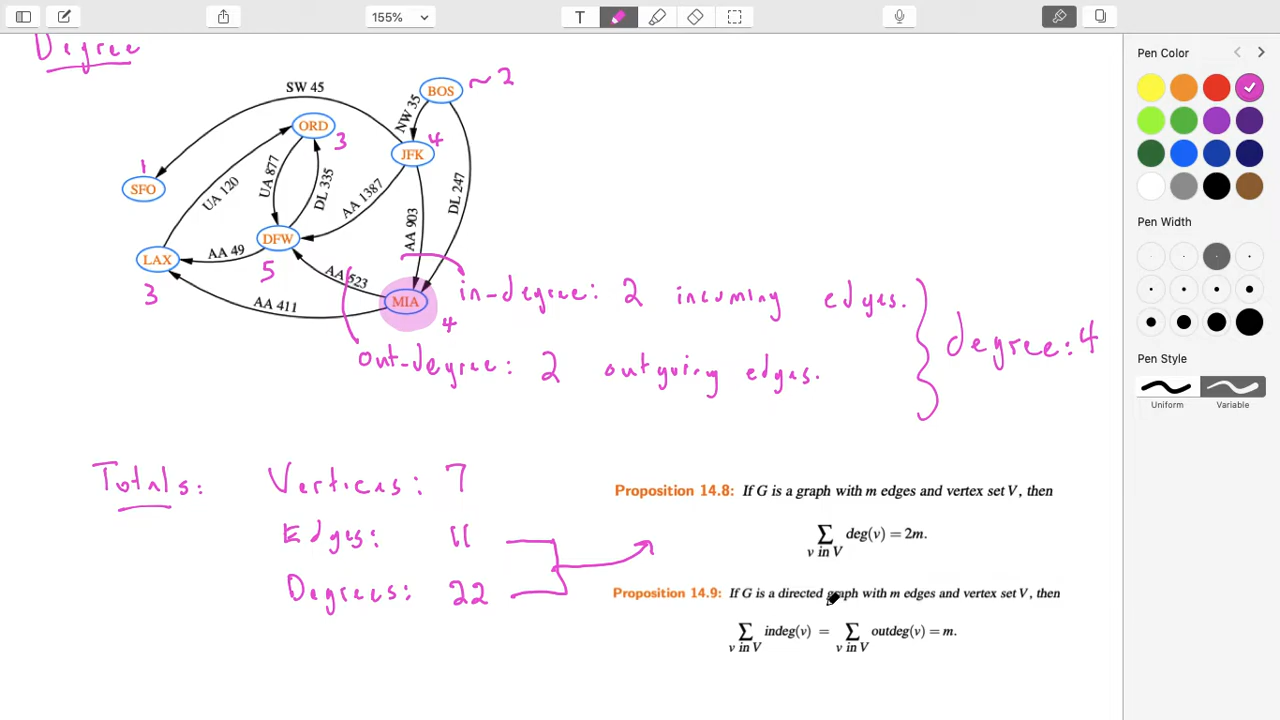 155%
T
Degree
SW 45
BOS
~2
NW 35
ORD
3
4
JFK
1
SFO
UA 120
UA 877
DL 335
AA 1387
DL 247
AA 903
DFW
5
AA 49
LAX
3
AA 523
AA 411
MIA
4
in-degree: 2 incoming edges.
out-degree: 2 outgoing edges.
degree: 4
Totals: Vertices: 7
Edges: 11
Degrees: 22
Proposition 14.8: If G is a graph with m edges and vertex set V, then
∑ deg(v) = 2m.
v in V
Proposition 14.9: If G is a directed graph with m edges and vertex set V, then
∑ indeg(v) = ∑ outdeg(v) = m.
v in V v in V
Pen Color
Pen Width
Pen Style
Uniform Variable